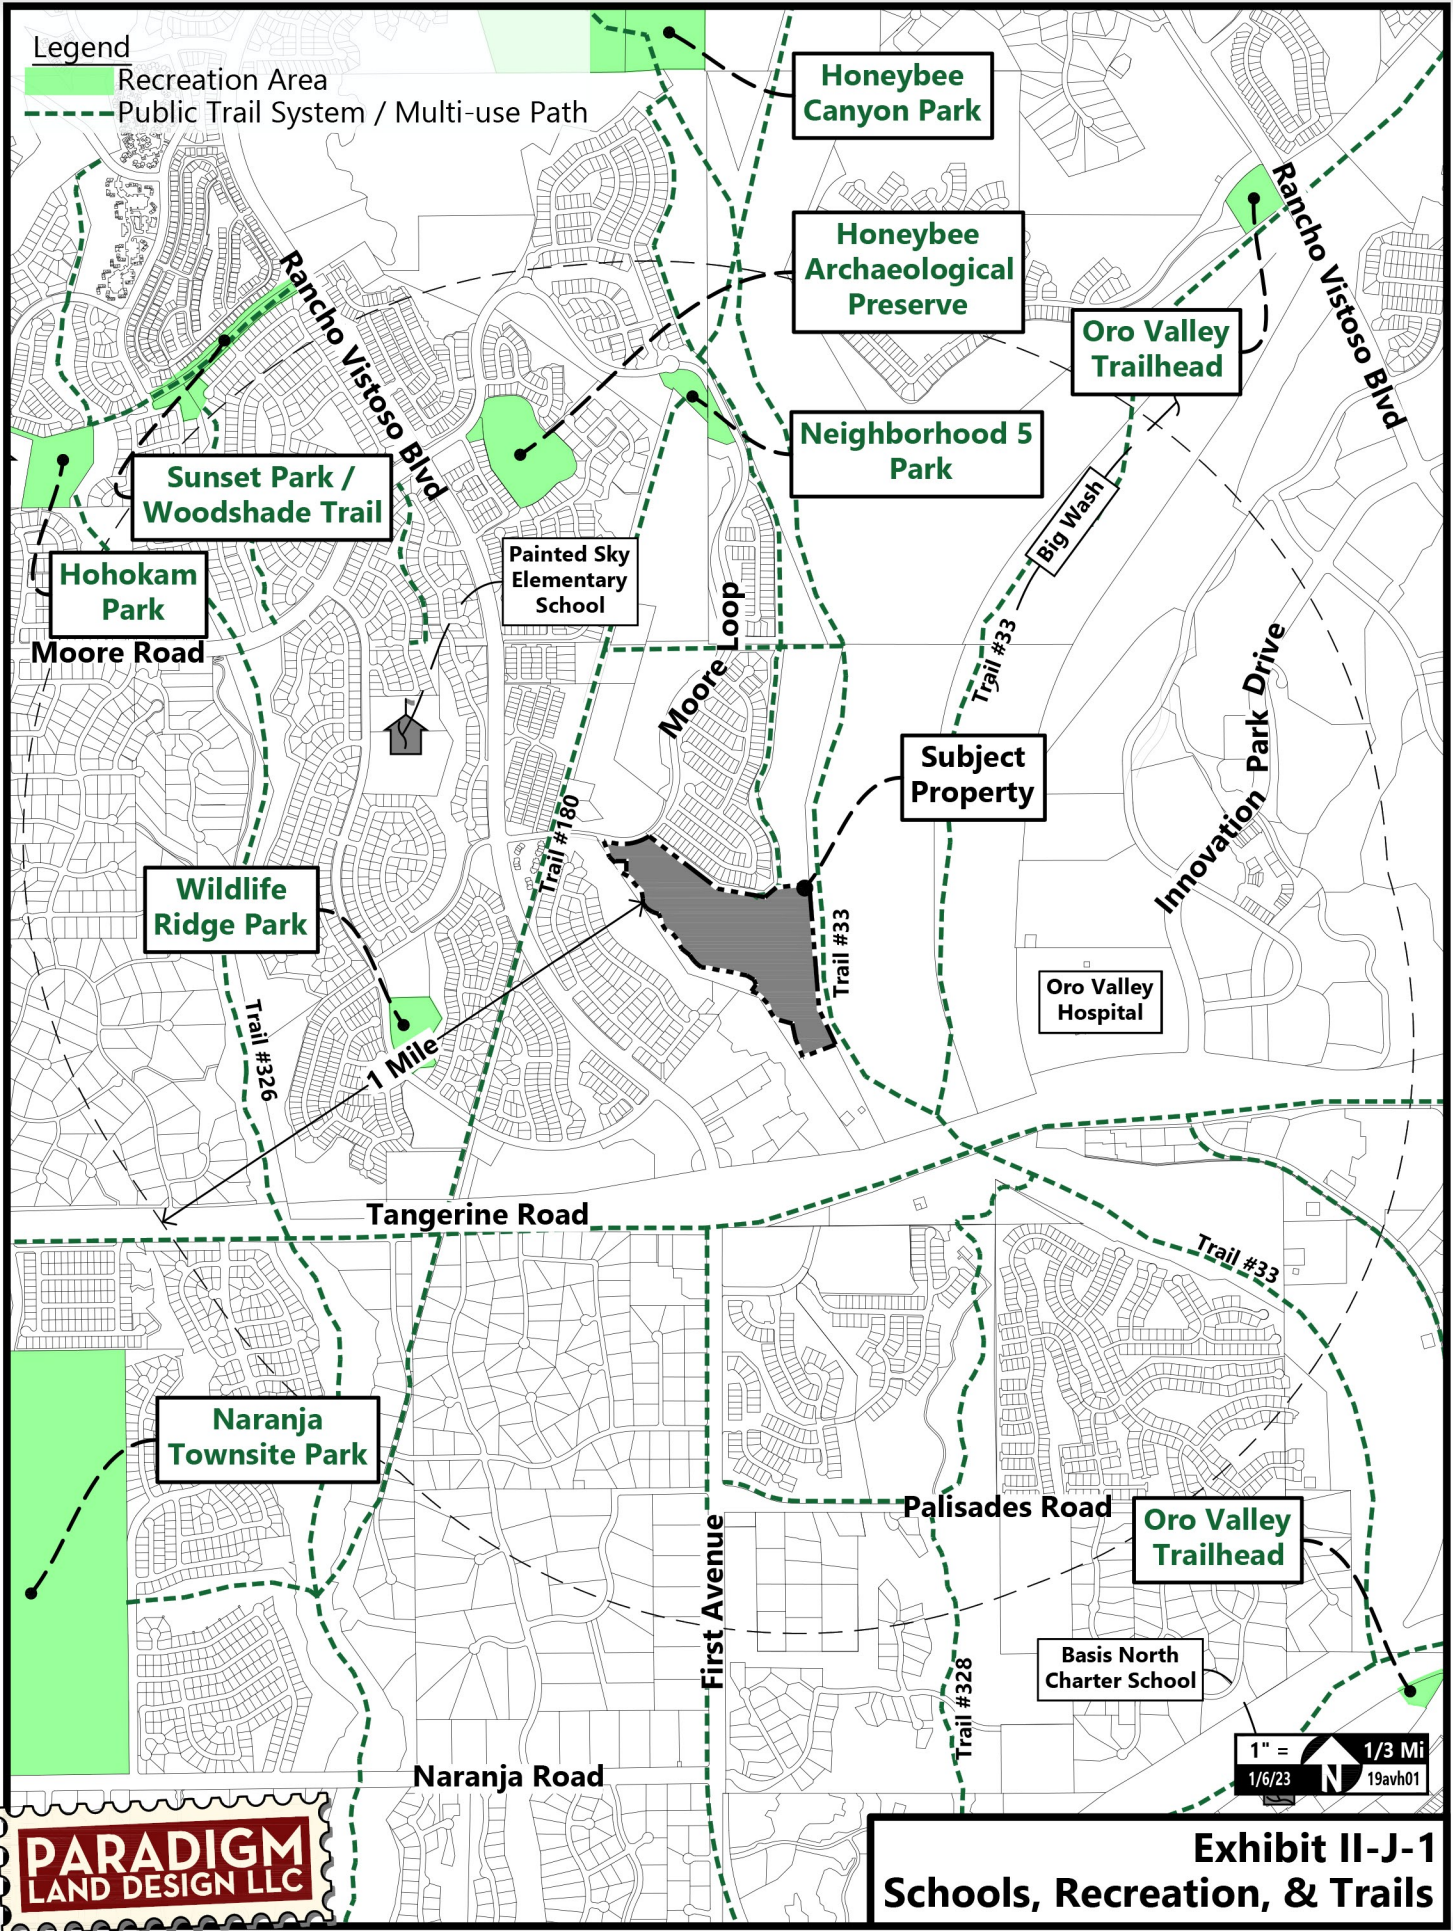 Legend
Recreation Area
Public Trail System / Multi-use Path
Honeybee
Canyon Park
Rancho Vistoso Blvd
Honeybee
Archaeological
Preserve
Rancho Vistoso Blvd
Oro Valley
Trailhead
Neighborhood 5
Park
Sunset Park /
Woodshade Trail
Big Wash
Painted Sky
Elementary
School
Hohokam
Park
Moore Road
Moore Loop
Trail #33
Innovation Park Drive
Subject
Property
Trail #180
Wildlife
Ridge Park
Trail #33
Oro Valley
Hospital
Trail #326
1 Mile
Tangerine Road
Trail #33
Naranja
Townsite Park
Palisades Road
Oro Valley
Trailhead
First Avenue
Basis North
Charter School
Trail #328
1" = 1/3 Mi
1/6/23 N 19avh01
Naranja Road
PARADIGM
LAND DESIGN LLC
Exhibit II-J-1
Schools, Recreation, & Trails